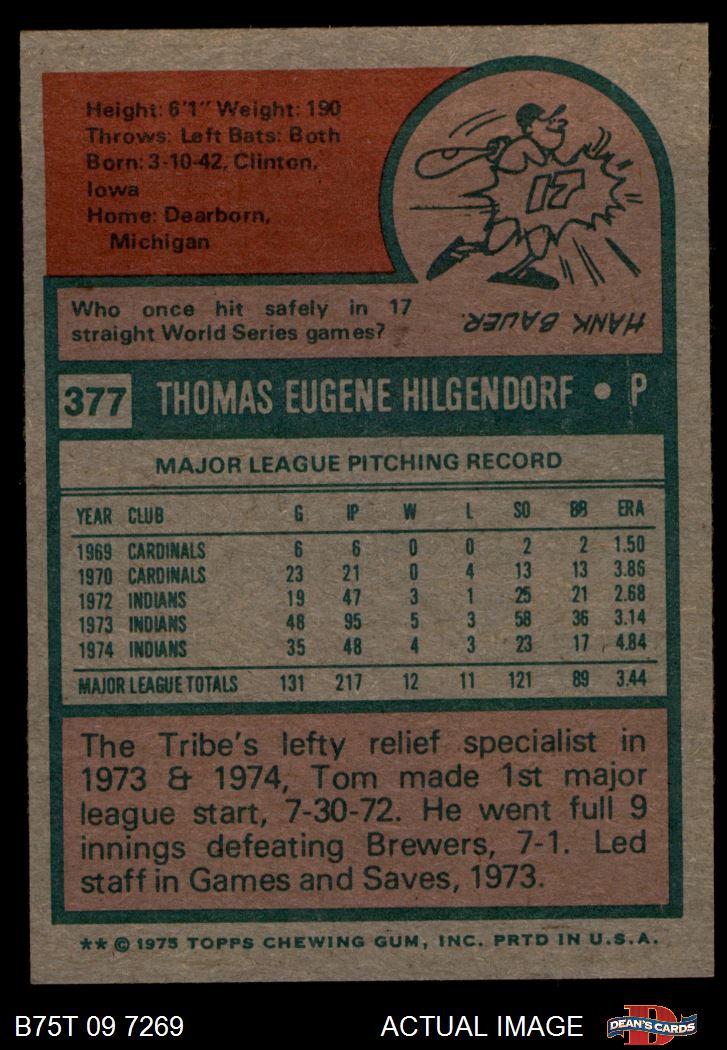 Height: 6'1" Weight: 190
Throws: Left Bats: Both
Born: 3-10-42, Clinton,
Iowa
Home: Dearborn,
Michigan
17
Who once hit safely in 17
straight World Series games?
HANK BAUER.
377 THOMAS EUGENE HILGENDORF • P
MAJOR LEAGUE PITCHING RECORD
YEAR CLUB G IP W L SO BB ERA
1969 CARDINALS 6 6 0 0 2 2 1.50
1970 CARDINALS 23 21 0 4 13 13 3.86
1972 INDIANS 19 47 3 1 25 21 2.68
1973 INDIANS 48 95 5 3 58 36 3.14
1974 INDIANS 35 48 4 3 23 17 4.84
MAJOR LEAGUE TOTALS 131 217 12 11 121 89 3.44
The Tribe's lefty relief specialist in
1973 & 1974, Tom made 1st major
league start, 7-30-72. He went full 9
innings defeating Brewers, 7-1. Led
staff in Games and Saves, 1973.
** © 1975 TOPPS CHEWING GUM, INC. PRTD IN U.S.A.
B75T 09 7269 ACTUAL IMAGE D DEAN'S CARDS